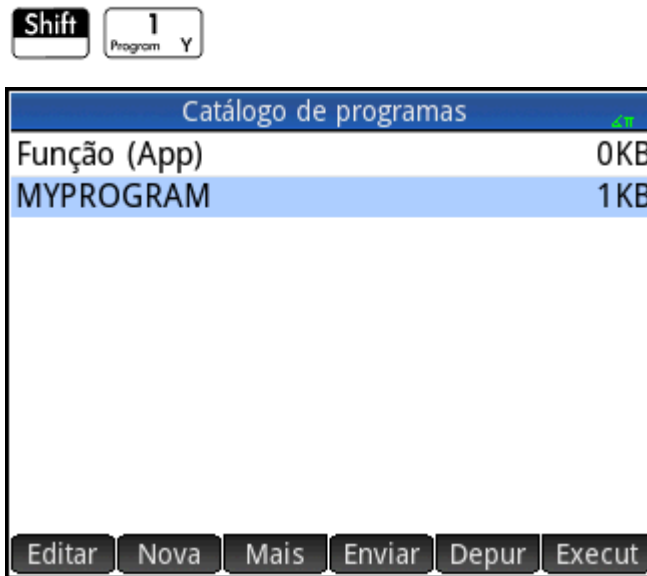 Shift
1
Program Y
Catálogo de programas
∠π
Função (App) 0KB
MYPROGRAM 1KB
Editar Nova Mais Enviar Depur Execut